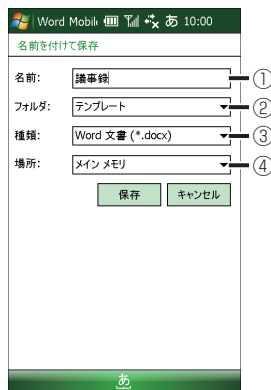 Word Mobile あ 10:00
名前を付けて保存
名前: 議事録 ①
フォルダ: テンプレート ②
種類: Word 文書 (*.docx) ③
場所: メイン メモリ ④
保存 キャンセル
あ